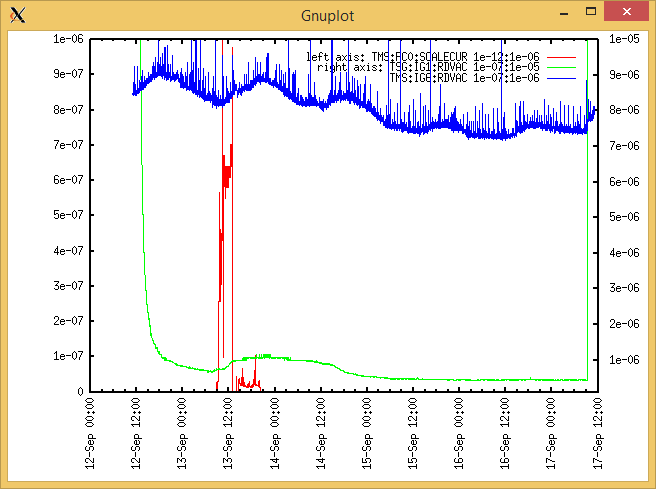 Gnuplot
1e-06 1e-05
left axis: TMS:FCO:SCALECUR 1e-12:1e-06
right axis: TSG:IG1:RDVAC 1e-07:1e-05
TMS:IG6:RDVAC 1e-07:1e-06
9e-07 9e-06
8e-07 8e-06
7e-07 7e-06
6e-07 6e-06
5e-07 5e-06
4e-07 4e-06
3e-07 3e-06
2e-07 2e-06
1e-07 1e-06
0
12-Sep 00:00
12-Sep 12:00
13-Sep 00:00
13-Sep 12:00
14-Sep 00:00
14-Sep 12:00
15-Sep 00:00
15-Sep 12:00
16-Sep 00:00
16-Sep 12:00
17-Sep 00:00
17-Sep 12:00